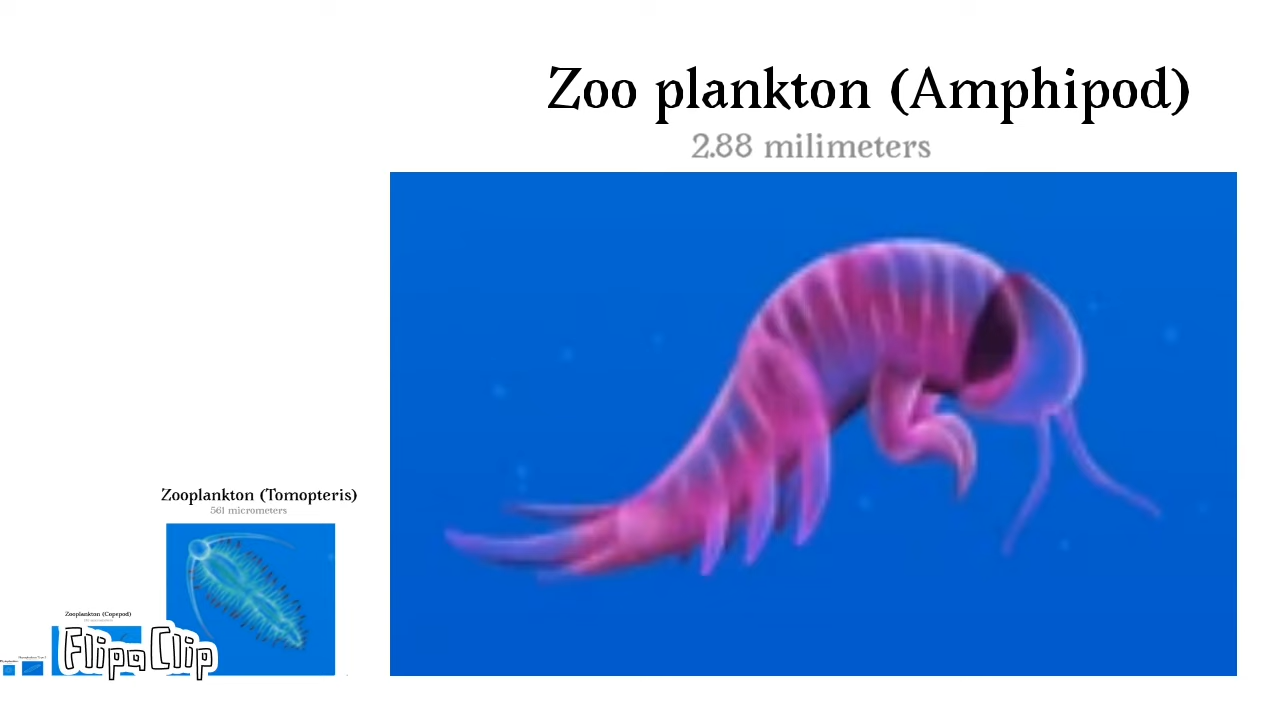 Zoo plankton (Amphipod)
2.88 milimeters
Zooplankton (Tomopteris)
561 micrometers
Zooplankton (Copepod)
FlipaClip